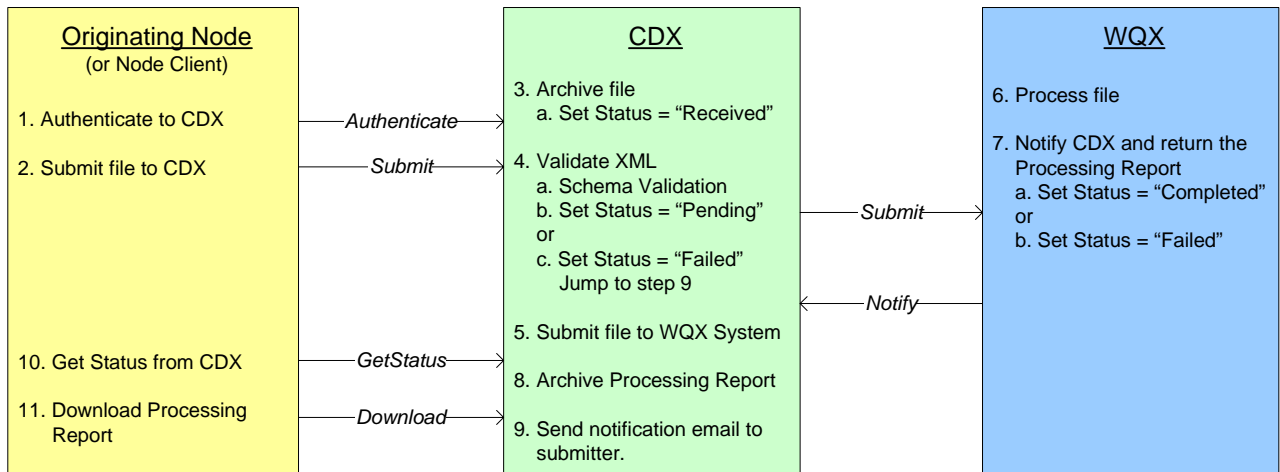 Originating Node
(or Node Client)
1. Authenticate to CDX
2. Submit file to CDX
10. Get Status from CDX
11. Download Processing
Report
Authenticate
Submit
GetStatus
Download
CDX
3. Archive file
a. Set Status = “Received”
4. Validate XML
a. Schema Validation
b. Set Status = “Pending”
or
c. Set Status = “Failed”
Jump to step 9
5. Submit file to WQX System
8. Archive Processing Report
9. Send notification email to
submitter.
Submit
Notify
WQX
6. Process file
7. Notify CDX and return the
Processing Report
a. Set Status = “Completed”
or
b. Set Status = “Failed”